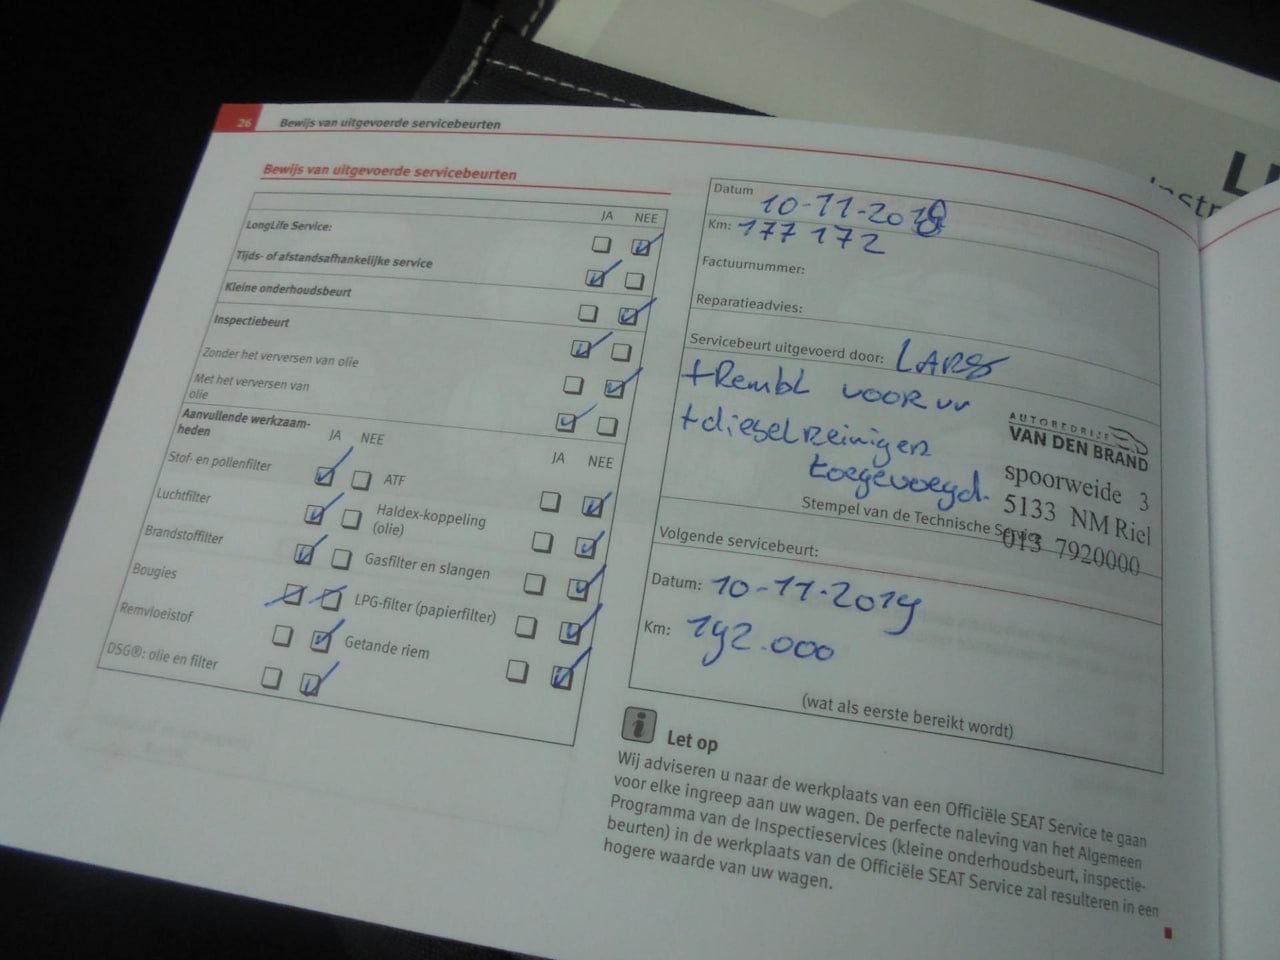 26 Bewijs van uitgevoerde servicebeurten
Bewijs van uitgevoerde servicebeurten
JA NEE
LongLife Service:
Tijds- of afstandsafhankelijke service
Kleine onderhoudsbeurt
Inspectiebeurt
Zonder het verversen van olie
Met het verversen van
olie
Aanvullende werkzaam-
heden
JA NEE
JA NEE
Stof- en pollenfilter
ATF
Luchtfilter
Haldex-koppeling
(olie)
Brandstoffilter
Gasfilter en slangen
Bougies
LPG-filter (papierfilter)
Remvloeistof
Getande riem
DSG®: olie en filter
Datum 10-11-2018
Km: 177 172
Factuurnummer:
Reparatieadvies:
Servicebeurt uitgevoerd door: LARS
+ Rembl voor vv
+ dieselreinigen
toegevoegd.
AUTOBEDRIJF
VAN DEN BRAND
spoorweide 3
5133 NM Riel
013 7920000
Stempel van de Technische Service
Volgende servicebeurt:
Datum: 10-11-2019
Km: 192.000
(wat als eerste bereikt wordt)
i Let op
Wij adviseren u naar de werkplaats van een Officiële SEAT Service te gaan
voor elke ingreep aan uw wagen. De perfecte naleving van het Algemeen
Programma van de Inspectieservices (kleine onderhoudsbeurt, inspectie-
beurten) in de werkplaats van de Officiële SEAT Service zal resulteren in een
hogere waarde van uw wagen.